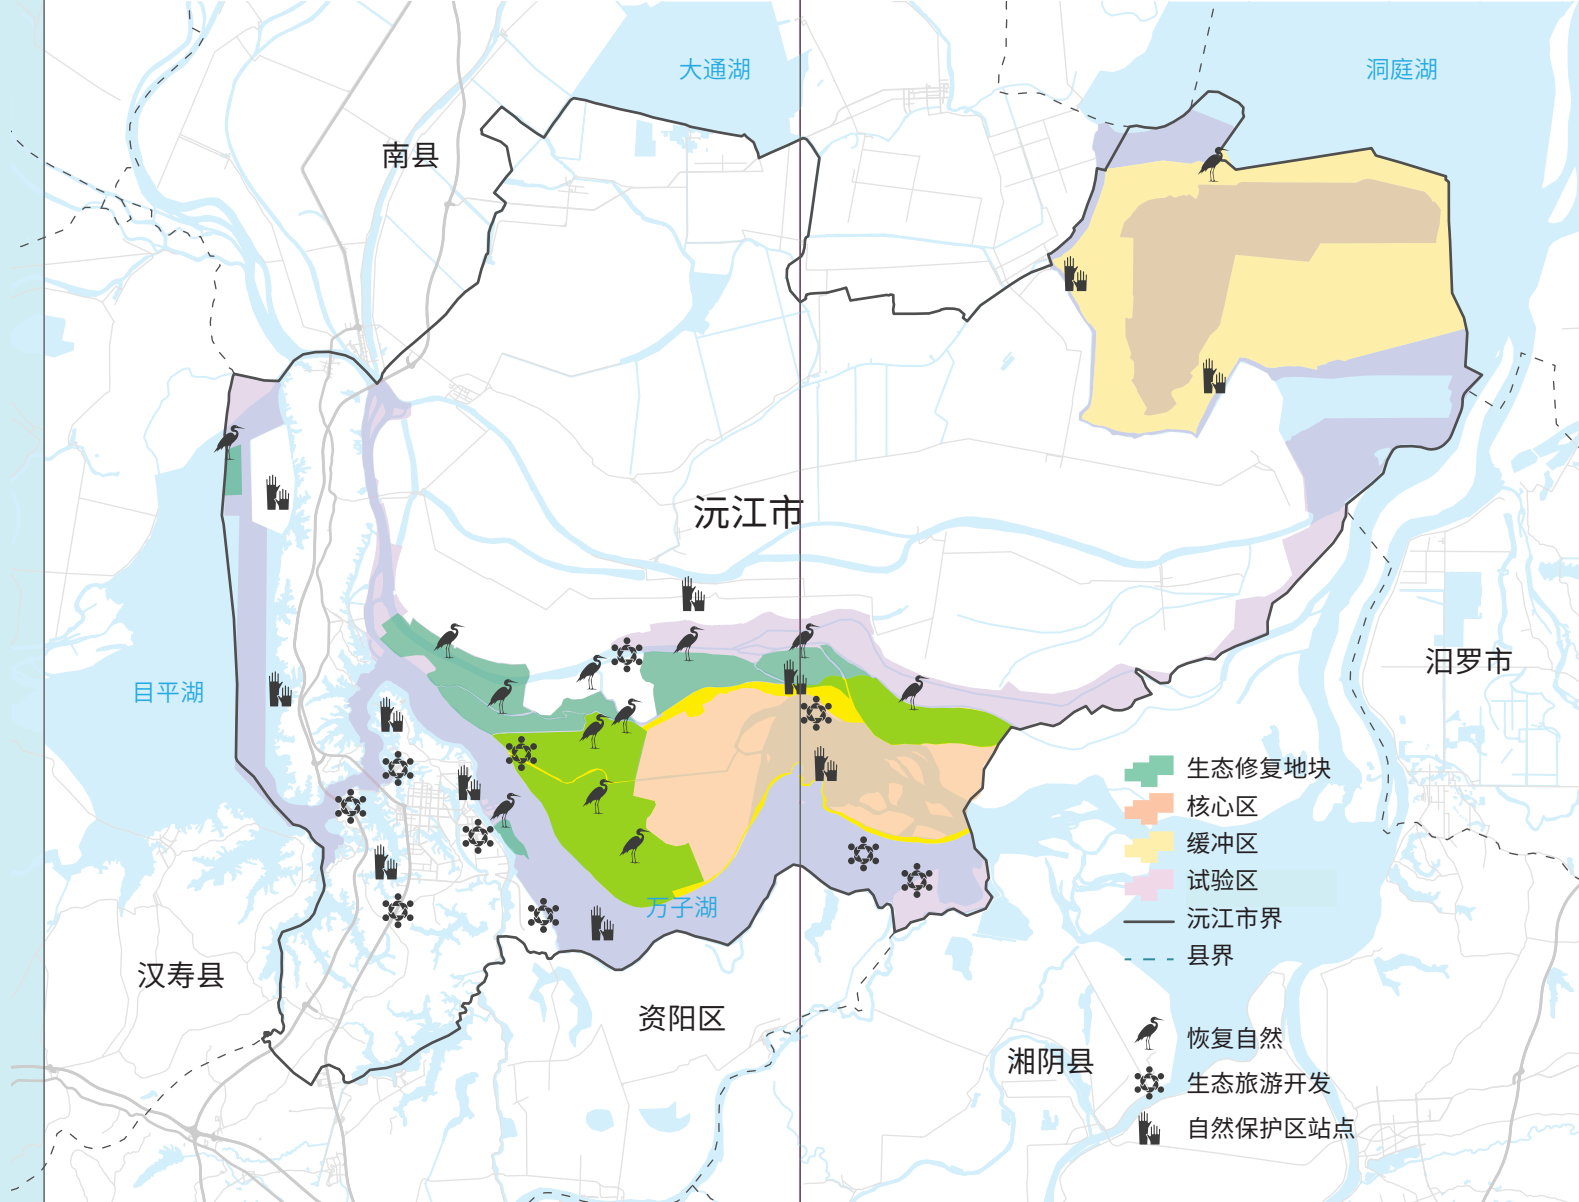 大通湖
洞庭湖
南县
沅江市
汨罗市
目平湖
生态修复地块
核心区
缓冲区
试验区
万子湖
沅江市界
县界
汉寿县
资阳区
恢复自然
湘阴县
生态旅游开发
自然保护区站点